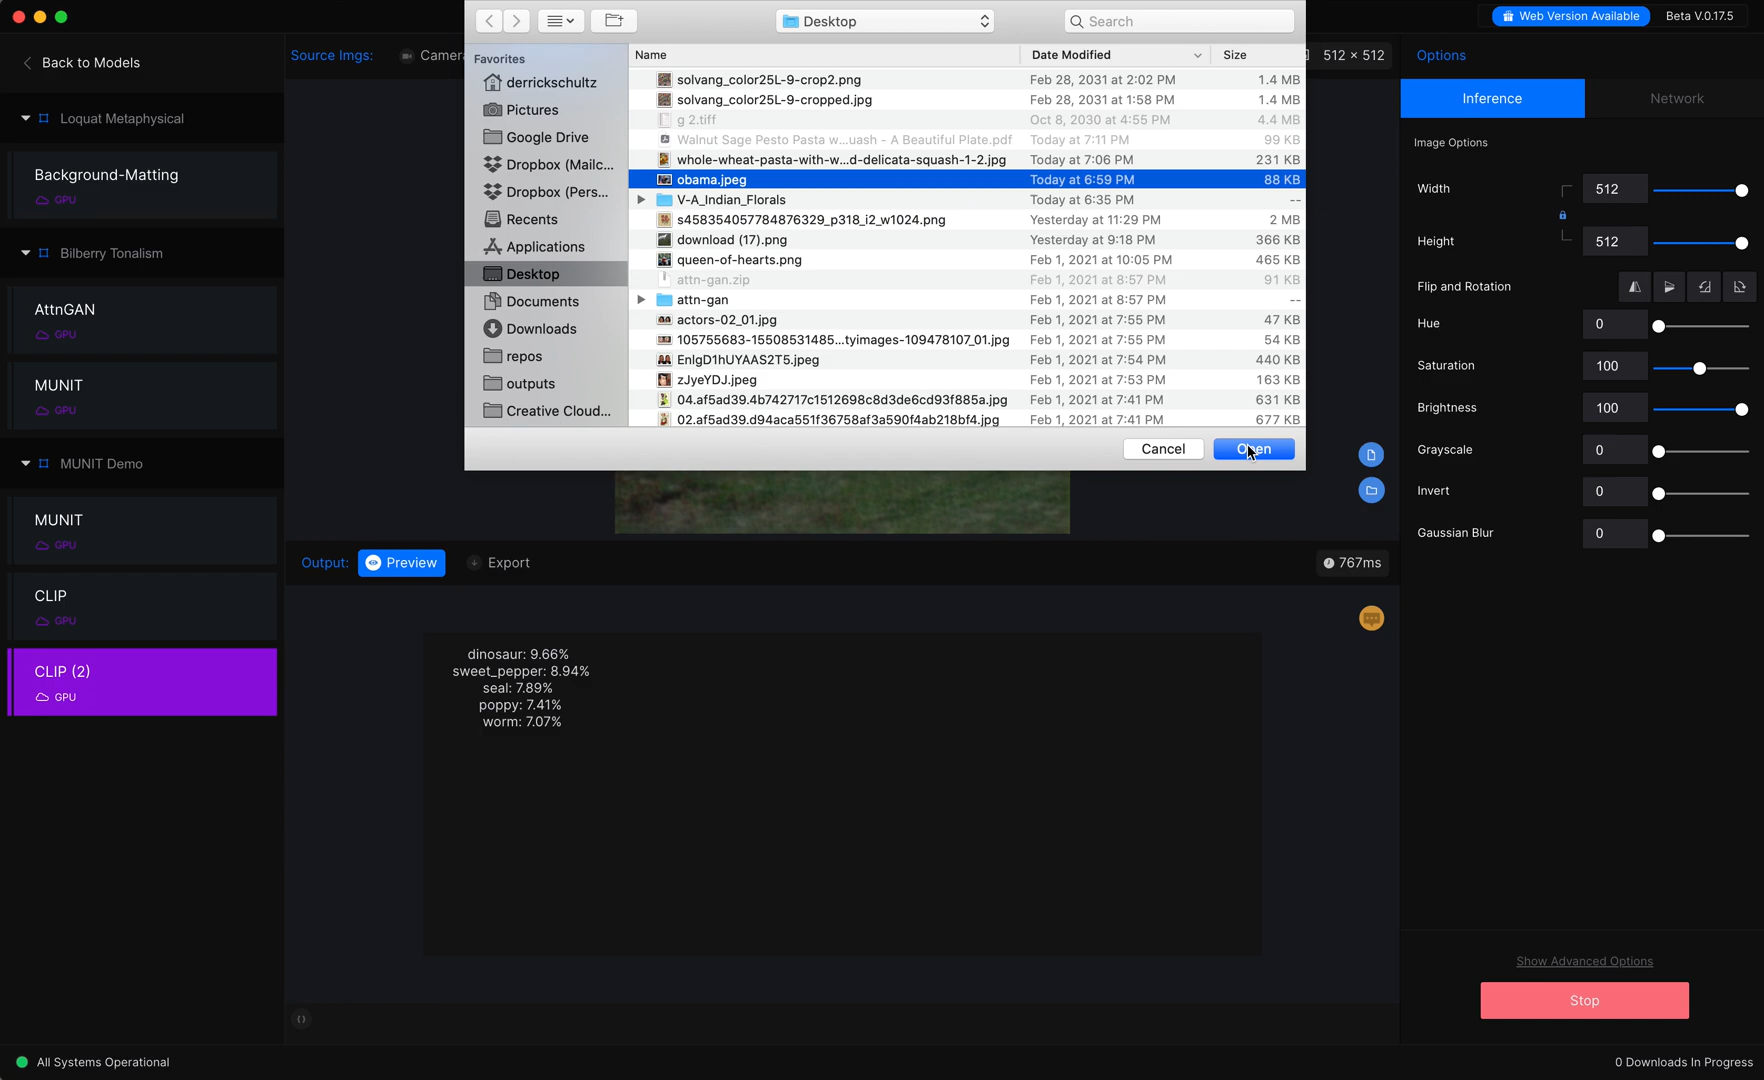 Desktop
Search
Web Version Available
Beta V.0.17.5
Back to Models
Source Imgs:
Camera
512 × 512
Options
Favorites
derrickschultz
Pictures
Google Drive
Dropbox (Mailc...
Dropbox (Pers...
Recents
Applications
Desktop
Documents
Downloads
repos
outputs
Creative Cloud...
Name Date Modified Size
solvang_color25L-9-crop2.png Feb 28, 2031 at 2:02 PM 1.4 MB
solvang_color25L-9-cropped.jpg Feb 28, 2031 at 1:58 PM 1.4 MB
g 2.tiff Oct 8, 2030 at 4:55 PM 4.4 MB
Walnut Sage Pesto Pasta w...uash - A Beautiful Plate.pdf Today at 7:11 PM 99 KB
whole-wheat-pasta-with-w...d-delicata-squash-1-2.jpg Today at 7:06 PM 231 KB
obama.jpeg Today at 6:59 PM 88 KB
V-A_Indian_Florals Today at 6:35 PM --
s458354057784876329_p318_i2_w1024.png Yesterday at 11:29 PM 2 MB
download (17).png Yesterday at 9:18 PM 366 KB
queen-of-hearts.png Feb 1, 2021 at 10:05 PM 465 KB
attn-gan.zip Feb 1, 2021 at 8:57 PM 91 KB
attn-gan Feb 1, 2021 at 8:57 PM --
actors-02_01.jpg Feb 1, 2021 at 7:55 PM 47 KB
105755683-15508531485...tyimages-109478107_01.jpg Feb 1, 2021 at 7:55 PM 54 KB
EnlgD1hUYAAS2T5.jpeg Feb 1, 2021 at 7:54 PM 440 KB
zJyeYDJ.jpeg Feb 1, 2021 at 7:53 PM 163 KB
04.af5ad39.4b742717c1512698c8d3de6cd93f885a.jpg Feb 1, 2021 at 7:41 PM 631 KB
02.af5ad39.d94aca551f36758af3a590f4ab218bf4.jpg Feb 1, 2021 at 7:41 PM 677 KB
Cancel
Open
Loquat Metaphysical
Background-Matting
GPU
Bilberry Tonalism
AttnGAN
GPU
MUNIT
GPU
MUNIT Demo
MUNIT
GPU
CLIP
GPU
CLIP (2)
GPU
Inference
Network
Image Options
Width 512
Height 512
Flip and Rotation
Hue 0
Saturation 100
Brightness 100
Grayscale 0
Invert 0
Gaussian Blur 0
Output:
Preview
Export
767ms
dinosaur: 9.66%
sweet_pepper: 8.94%
seal: 7.89%
poppy: 7.41%
worm: 7.07%
Show Advanced Options
Stop
All Systems Operational
0 Downloads In Progress